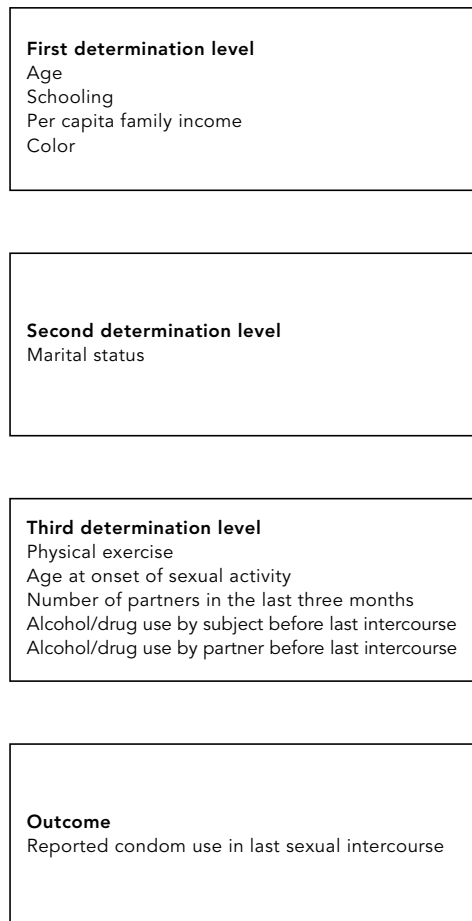 First determination level
Age
Schooling
Per capita family income
Color
Second determination level
Marital status
Third determination level
Physical exercise
Age at onset of sexual activity
Number of partners in the last three months
Alcohol/drug use by subject before last intercourse
Alcohol/drug use by partner before last intercourse
Outcome
Reported condom use in last sexual intercourse